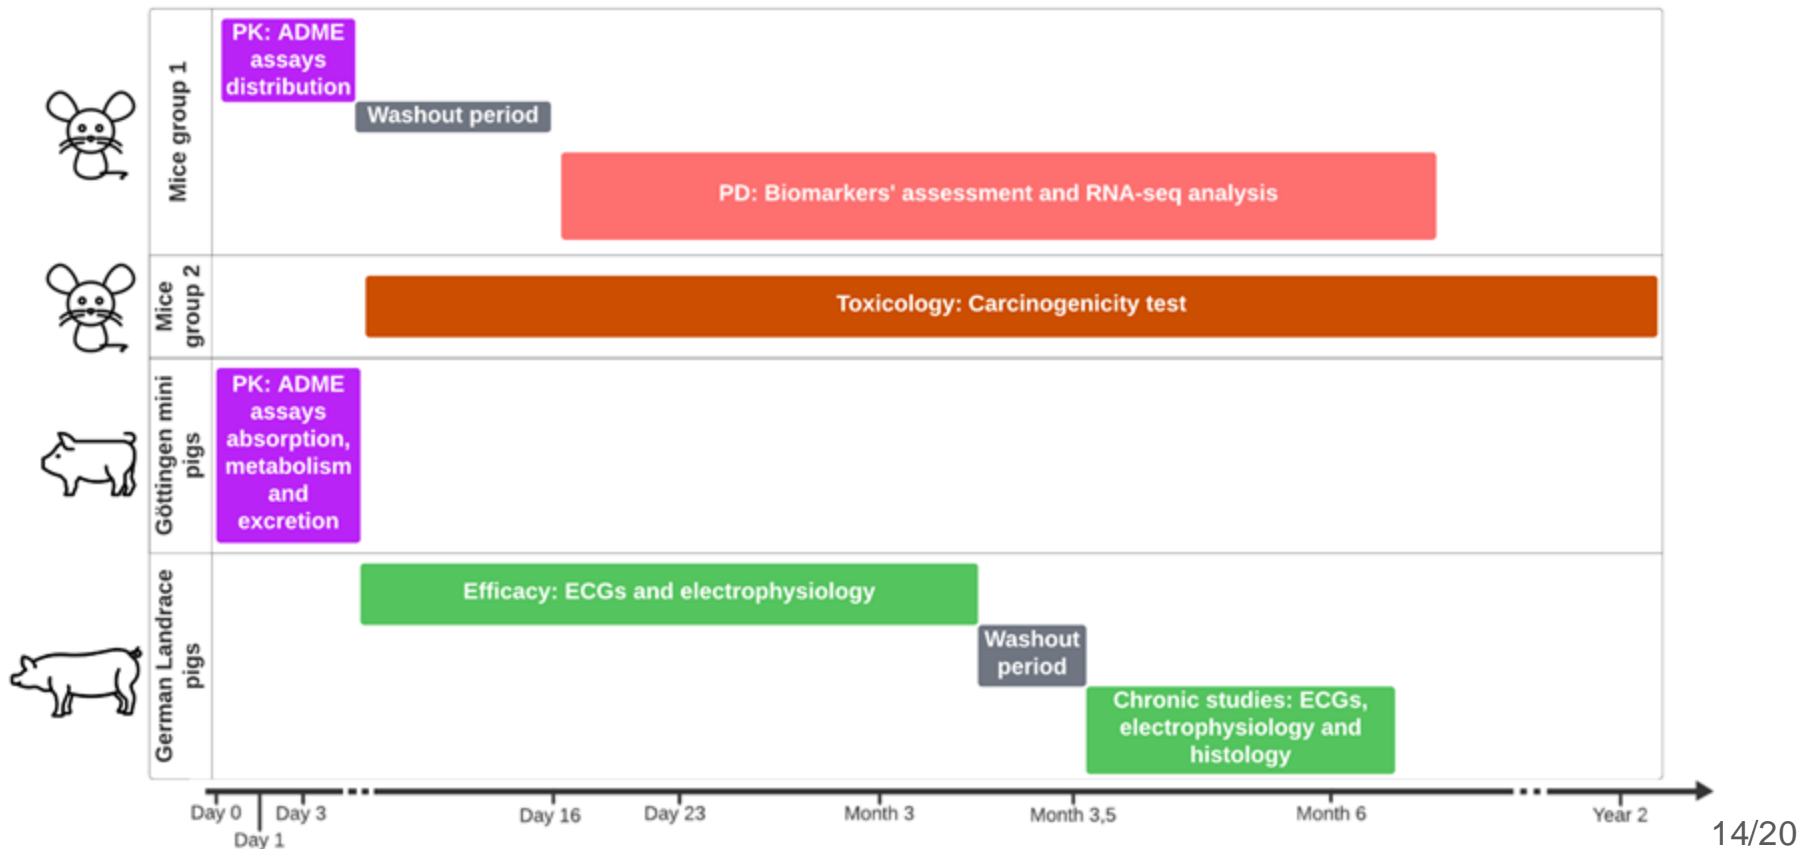 Mice group 1
PK: ADME
assays
distribution
Washout period
PD: Biomarkers' assessment and RNA-seq analysis
Mice
group 2
Toxicology: Carcinogenicity test
Göttingen mini
pigs
PK: ADME
assays
absorption,
metabolism
and
excretion
German Landrace
pigs
Efficacy: ECGs and electrophysiology
Washout
period
Chronic studies: ECGs,
electrophysiology and
histology
Day 0
Day 1
Day 3
Day 16
Day 23
Month 3
Month 3,5
Month 6
Year 2
14/20